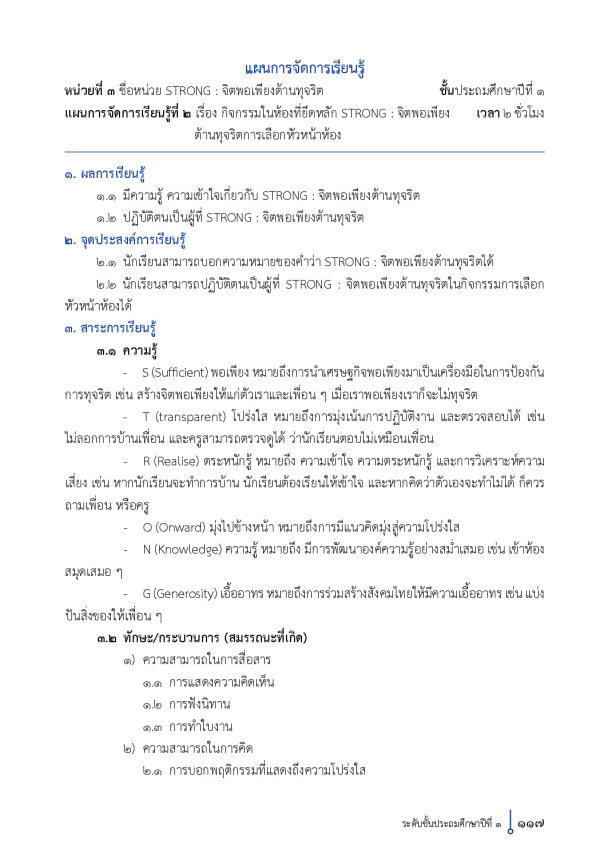 แผนการจัดการเรียนรู้
หน่วยที่ ๓ ชื่อหน่วย STRONG : จิตพอเพียงต้านทุจริต ชั้นประถมศึกษาปีที่ ๑
แผนการจัดการเรียนรู้ที่ ๒ เรื่อง กิจกรรมในห้องที่ยึดหลัก STRONG : จิตพอเพียง เวลา ๒ ชั่วโมง
ต้านทุจริตการเลือกหัวหน้าห้อง
๑. ผลการเรียนรู้
๑.๑ มีความรู้ ความเข้าใจเกี่ยวกับ STRONG : จิตพอเพียงต้านทุจริต
๑.๒ ปฏิบัติตนเป็นผู้ที่ STRONG : จิตพอเพียงต้านทุจริต
๒. จุดประสงค์การเรียนรู้
๒.๑ นักเรียนสามารถบอกความหมายของคำว่า STRONG : จิตพอเพียงต้านทุจริตได้
๒.๒ นักเรียนสามารถปฏิบัติตนเป็นผู้ที่ STRONG : จิตพอเพียงต้านทุจริตในกิจกรรมการเลือก
หัวหน้าห้องได้
๓. สาระการเรียนรู้
๓.๑ ความรู้
- S (Sufficient) พอเพียง หมายถึงการนำเศรษฐกิจพอเพียงมาเป็นเครื่องมือในการป้องกัน
การทุจริต เช่น สร้างจิตพอเพียงให้แก่ตัวเราและเพื่อน ๆ เมื่อเราพอเพียงเราก็จะไม่ทุจริต
- T (transparent) โปร่งใส หมายถึงการมุ่งเน้นการปฏิบัติงาน และตรวจสอบได้ เช่น
ไม่ลอกการบ้านเพื่อน และครูสามารถตรวจดูได้ ว่านักเรียนตอบไม่เหมือนเพื่อน
- R (Realise) ตระหนักรู้ หมายถึง ความเข้าใจ ความตระหนักรู้ และการวิเคราะห์ความ
เสี่ยง เช่น หากนักเรียนจะทำการบ้าน นักเรียนต้องเรียนให้เข้าใจ และหากคิดว่าตัวเองจะทำไม่ได้ ก็ควร
ถามเพื่อน หรือครู
- O (Onward) มุ่งไปข้างหน้า หมายถึงการมีแนวคิดมุ่งสู่ความโปร่งใส
- N (Knowledge) ความรู้ หมายถึง มีการพัฒนาองค์ความรู้อย่างสม่ำเสมอ เช่น เข้าห้อง
สมุดเสมอ ๆ
- G (Generosity) เอื้ออาทร หมายถึงการร่วมสร้างสังคมไทยให้มีความเอื้ออาทร เช่น แบ่ง
ปันสิ่งของให้เพื่อน ๆ
๓.๒ ทักษะ/กระบวนการ (สมรรถนะที่เกิด)
๑) ความสามารถในการสื่อสาร
๑.๑ การแสดงความคิดเห็น
๑.๒ การฟังนิทาน
๑.๓ การทำใบงาน
๒) ความสามารถในการคิด
๒.๑ การบอกพฤติกรรมที่แสดงถึงความโปร่งใส
ระดับชั้นประถมศึกษาปีที่ ๑ ๑๑๗